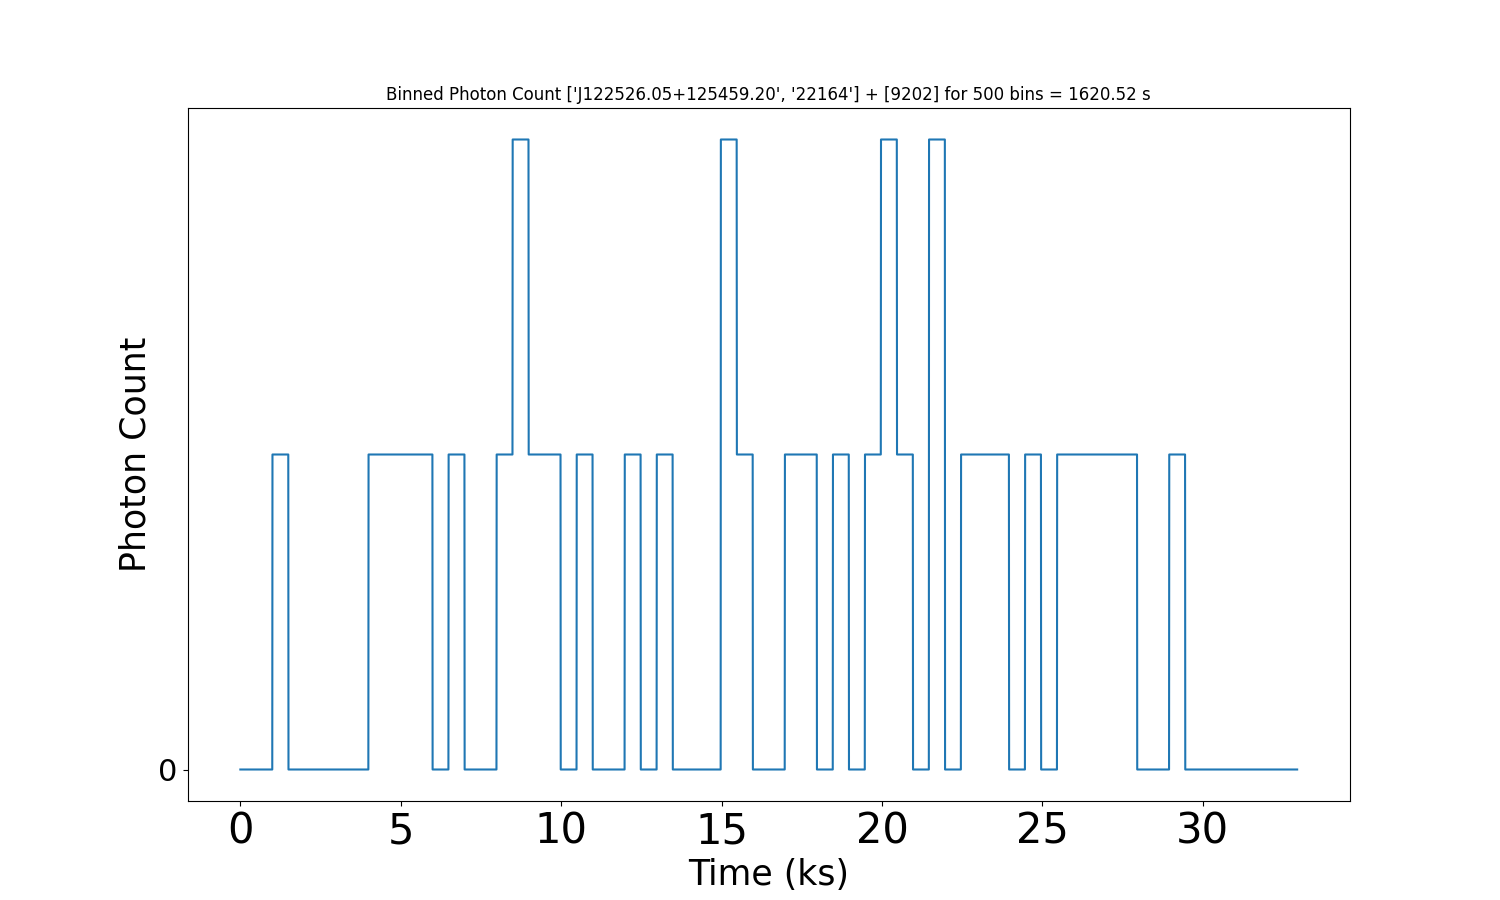 Binned Photon Count ['J122526.05+125459.20', '22164'] + [9202] for 500 bins = 1620.52 s
Photon Count
0
0 5 10 15 20 25 30
Time (ks)